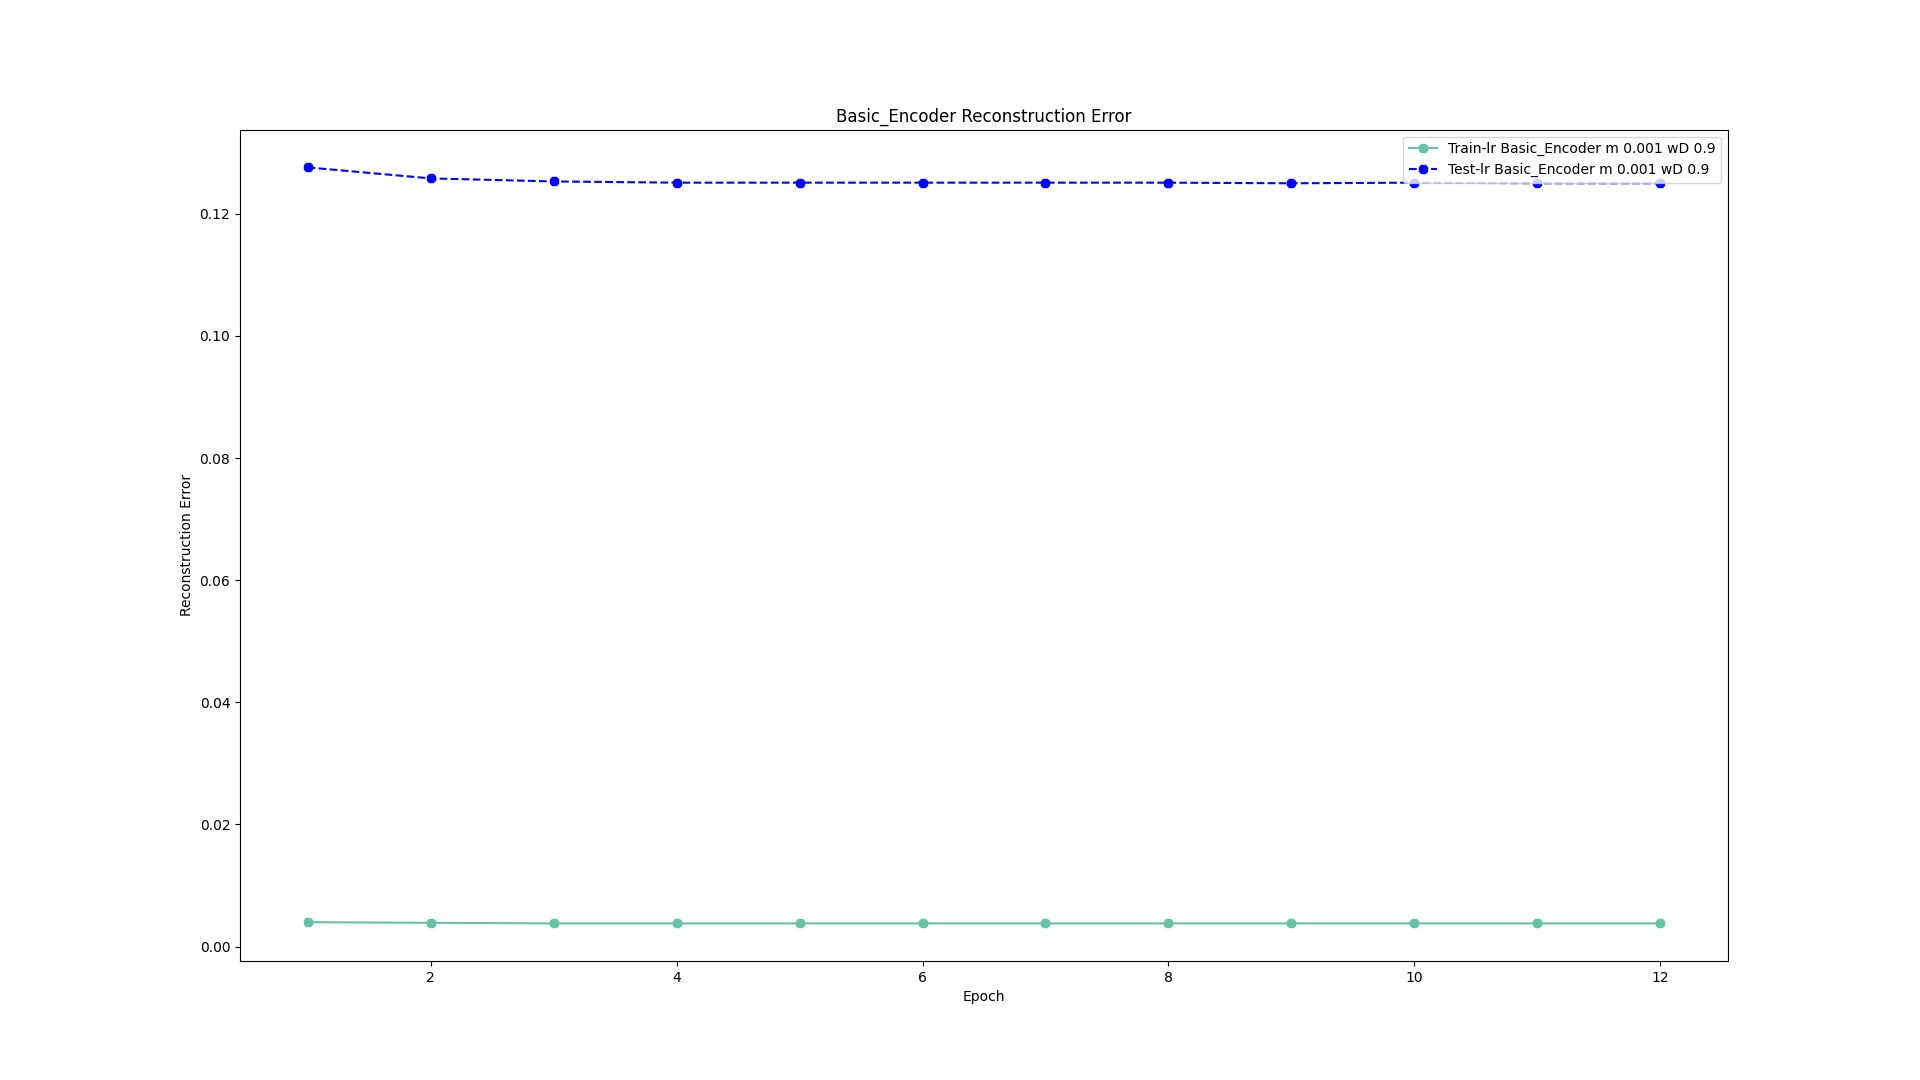 Basic_Encoder Reconstruction Error
Train-lr Basic_Encoder m 0.001 wD 0.9
Test-lr Basic_Encoder m 0.001 wD 0.9
Reconstruction Error
0.12
0.10
0.08
0.06
0.04
0.02
0.00
2
4
6
8
10
12
Epoch